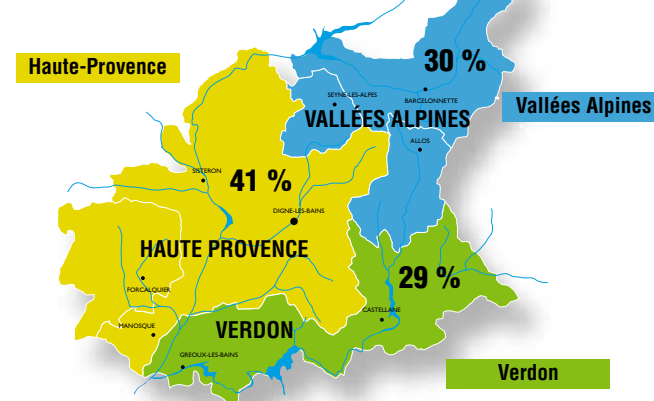 Haute-Provence
30 %
SEYNE-LES-ALPES
BARCELONNETTE
Vallées Alpines
VALLÉES ALPINES
ALLOS
SISTERON
41 %
DIGNE-LES-BAINS
HAUTE PROVENCE
29 %
FORCALQUIER
CASTELLANE
MANOSQUE
VERDON
GREOUX-LES-BAINS
Verdon